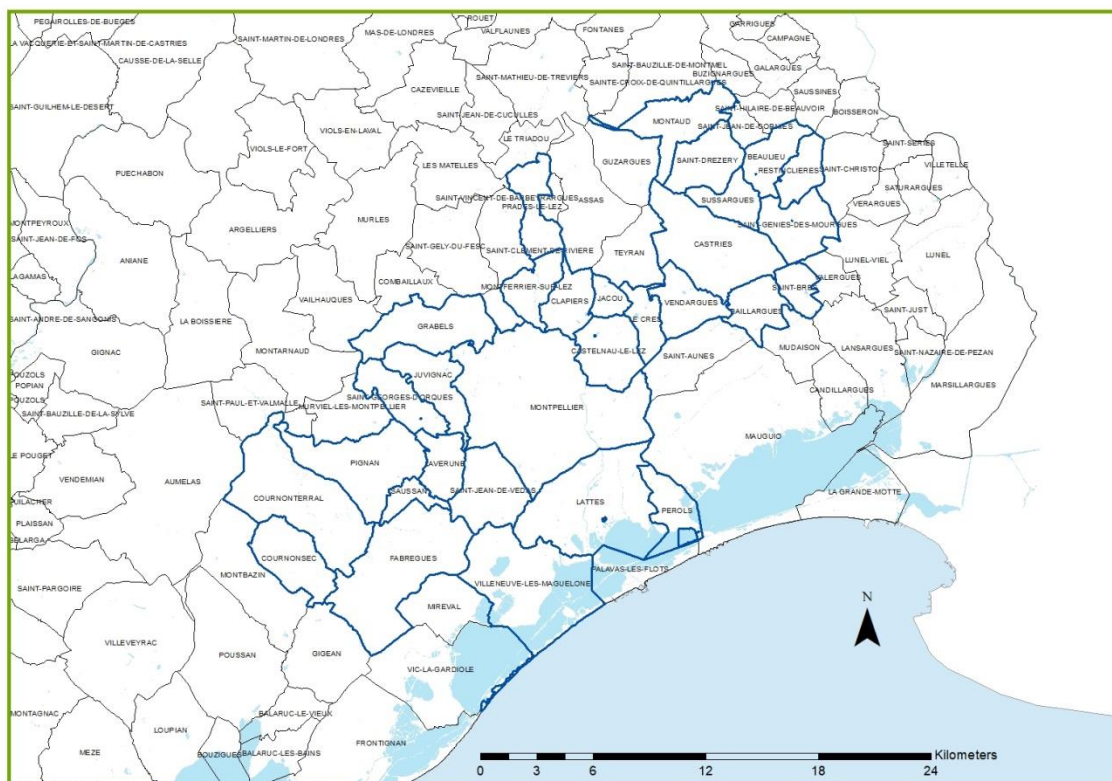 PEGAIROLLES-DE-BUEGES
ROUET
GARRIGUES
SAINT-MARTIN-DE-LONDRES
MAS-DE-LONDRES
VALFLAUNES
FONTANES
CAMPAGNE
LA VACQUERIE-ET-SAINT-MARTIN-DE-CASTRIES
CAUSSE-DE-LA-SELLE
SAINT-BAUZILLE-DE-MONTMEL
GALARGUES
SAINT-MATHIEU-DE-TREVIERS
BUZIGNARGUES
SAINTE-CROIX-DE-QUINTILLARGUES
CAZEVIEILLE
SAUSSINES
SAINT-GUILHEM-LE-DESERT
SAINT-HILAIRE-DE-BEAUVOIR
BOISSERON
SAINT-JEAN-DE-CUCULLES
MONTAUD
VIOLS-EN-LAVAL
LE TRIADOU
SAINT-JEAN-DE-CORNIES
SAINT-SERIES
VIOLS-LE-FORT
LES MATELLES
GUZARGUES
SAINT-DREZERY
BEAULIEU
VILLETELLE
PUECHABON
RESTINCLIERES
SAINT-CHRISTOL
SATURARGUES
SAINT-VINCENT-DE-BARBEYRARGUES
ASSAS
SUSSARGUES
VERARGUES
PRADES-LE-LEZ
MONTPEYROUX
MURLES
SAINT-GENIES-DES-MOURGUES
ARGELLIERS
SAINT-JEAN-DE-FOS
SAINT-GELY-DU-FESC
SAINT-CLEMENT-DE-RIVIERE
TEYRAN
CASTRIES
LUNEL
ANIANE
LUNEL-VIEL
LAGAMAS
COMBAILLAUX
VALERGUES
MONTFERRIER-SUR-LEZ
JACOU
SAINT-BRES
VAILHAUQUES
CLAPIERS
VENDARGUES
BAILLARGUES
SAINT-JUST
SAINT-ANDRE-DE-SANGONIS
LA BOISSIERE
GRABELS
LE CRES
GIGNAC
MONTARNAUD
CASTELNAU-LE-LEZ
SAINT-AUNES
MUDAISON
LANSARGUES
SAINT-NAZAIRE-DE-PEZAN
POUZOLS
JUVIGNAC
POPIAN
MARSILLARGUES
POUZOLS
SAINT-PAUL-ET-VALMALLE
SAINT-GEORGES-D'ORQUES
CANDILLARGUES
SAINT-BAUZILLE-DE-LA-SYLVE
MURVIEL-LES-MONTPELLIER
MONTPELLIER
MAUGUIO
LE POUGET
PIGNAN
LAVERUNE
VENDEMIAN
AUMELAS
SAUSSAN
SAINT-JEAN-DE-VEDAS
LA GRANDE-MOTTE
COURNONTERRAL
LATTES
PEROLS
PLAISSAN
COURNONSEC
FABREGUES
PALAVAS-LES-FLOTS
MONTBAZIN
VILLENEUVE-LES-MAGUELONE
SAINT-PARGOIRE
MIREVAL
N
VILLEVEYRAC
GIGEAN
POUSSAN
VIC-LA-GARDIOLE
MONTAGNAC
BALARUC-LE-VIEUX
LOUPIAN
FRONTIGNAN
MEZE
BOUZIGUES
BALARUC-LES-BAINS
Kilometers
0 1,5 3 6 12 18 24